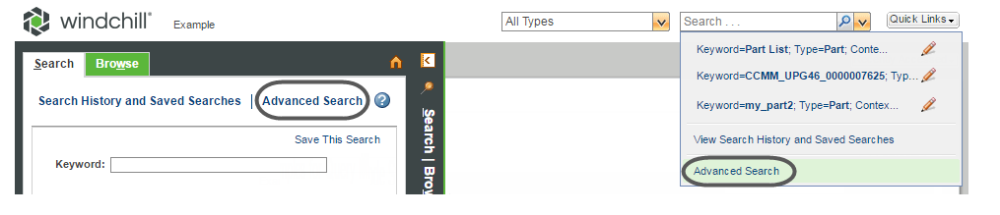 windchill Example All Types Search . . . Quick Links
Search Browse
Keyword=Part List; Type=Part; Conte...
Keyword=CCMM_UPG46_0000007625; Typ...
Search History and Saved Searches | Advanced Search ?
Keyword=my_part2; Type=Part; Contex...
Save This Search
View Search History and Saved Searches
Keyword:
Advanced Search
Search | Brow